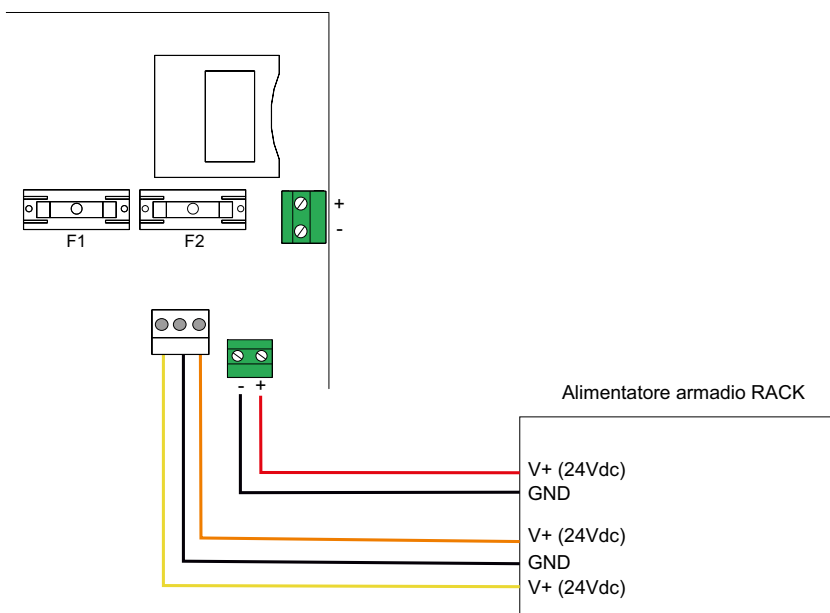 +
-
F1
F2
- +
Alimentatore armadio RACK
V+ (24Vdc)
GND
V+ (24Vdc)
GND
V+ (24Vdc)